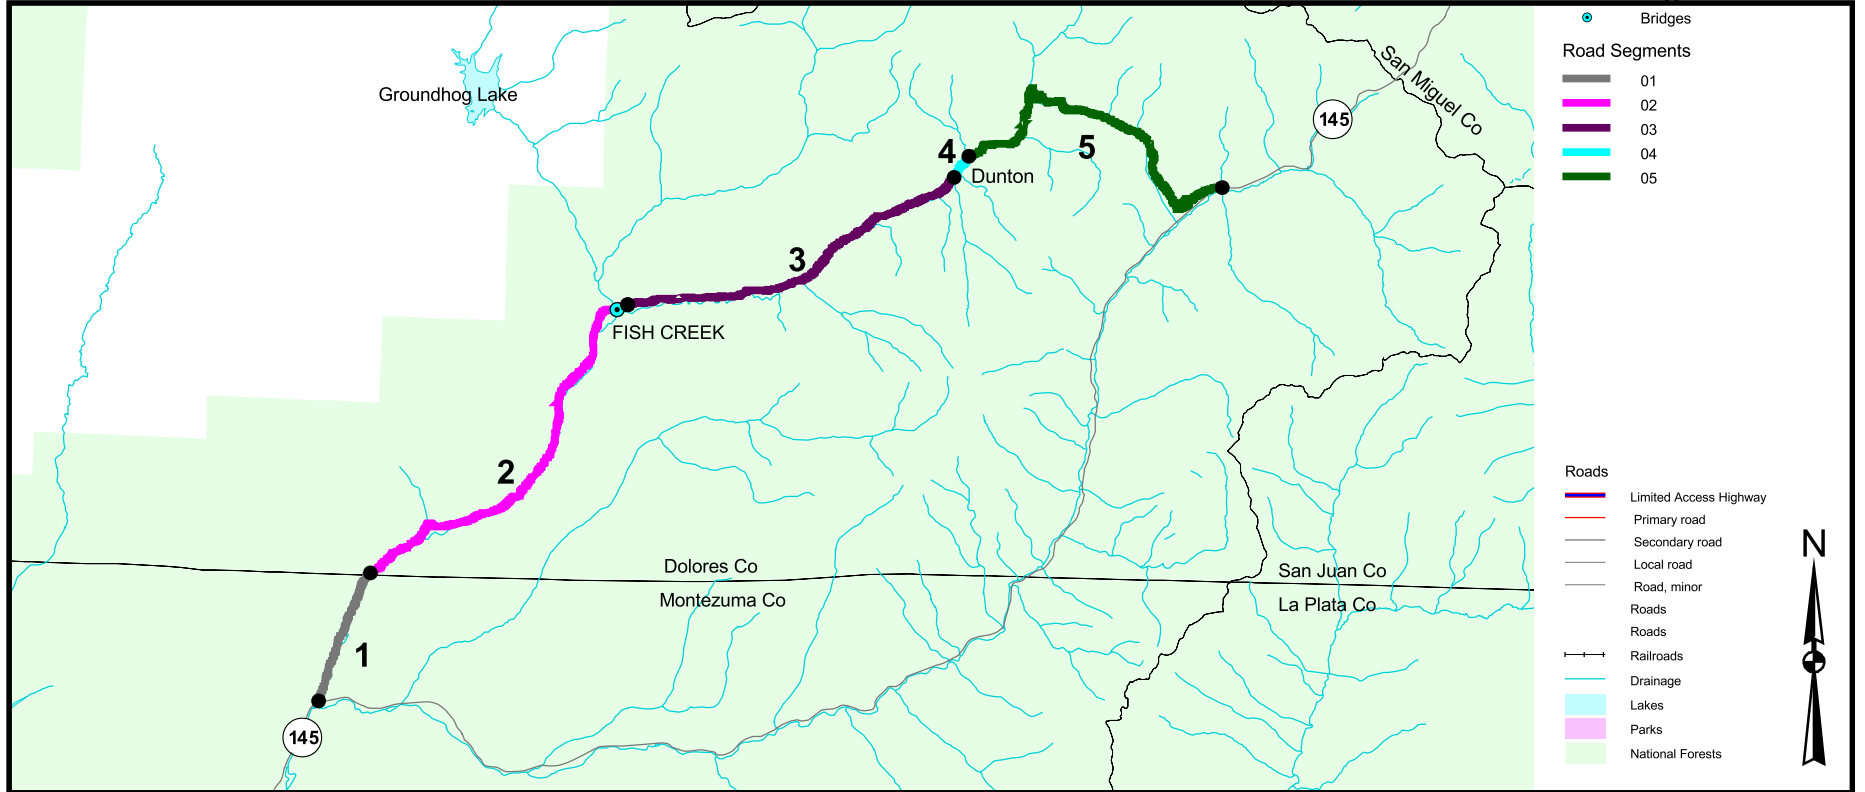 Groundhog Lake
San Miguel Co
145
4
Dunton
5
3
FISH CREEK
2
Dolores Co
Montezuma Co
San Juan Co
La Plata Co
1
145
Bridges
Road Segments
01
02
03
04
05
Roads
Limited Access Highway
Primary road
Secondary road
Local road
Road, minor
Roads
Roads
Railroads
Drainage
Lakes
Parks
National Forests
N